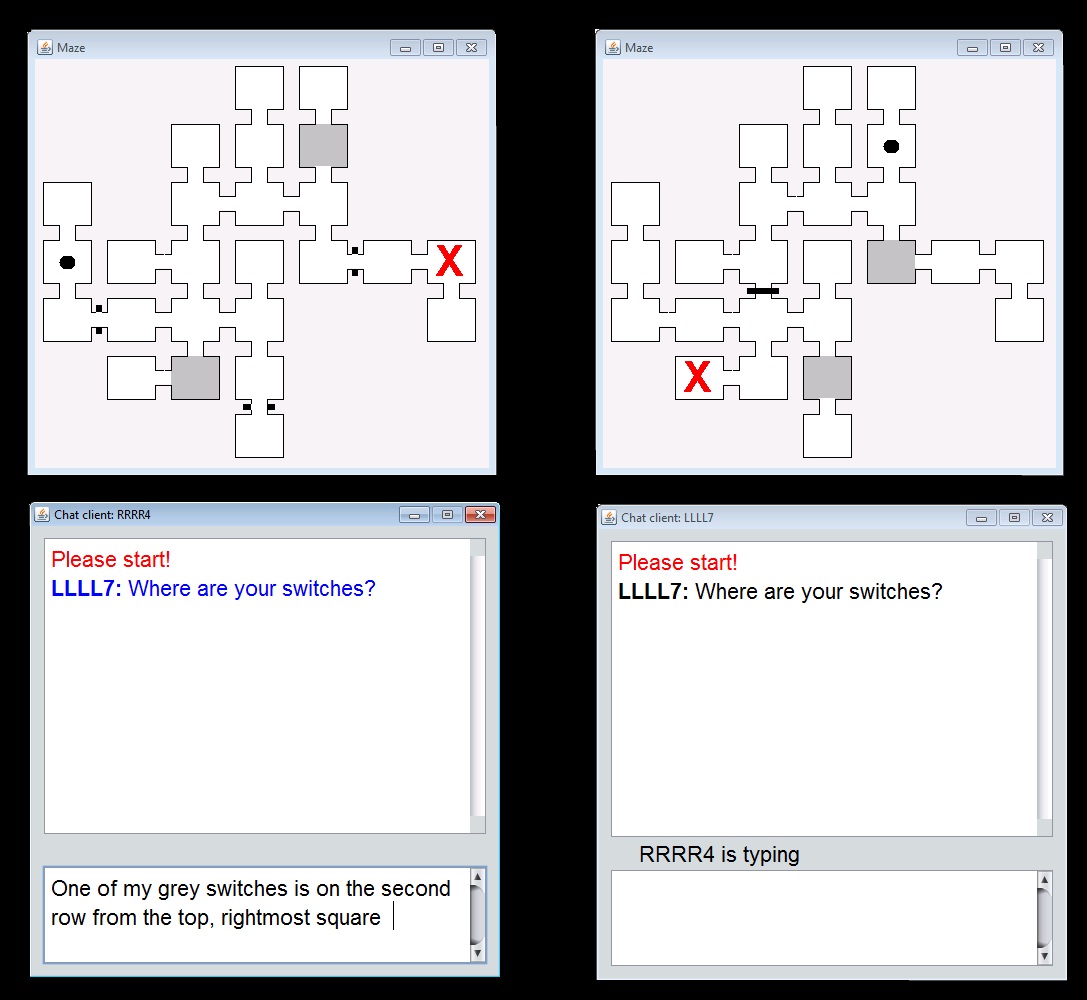 Maze
X
Maze
X
Chat client: RRRR4
Please start!
LLLL7: Where are your switches?
One of my grey switches is on the second
row from the top, rightmost square
Chat client: LLLL7
Please start!
LLLL7: Where are your switches?
RRRR4 is typing